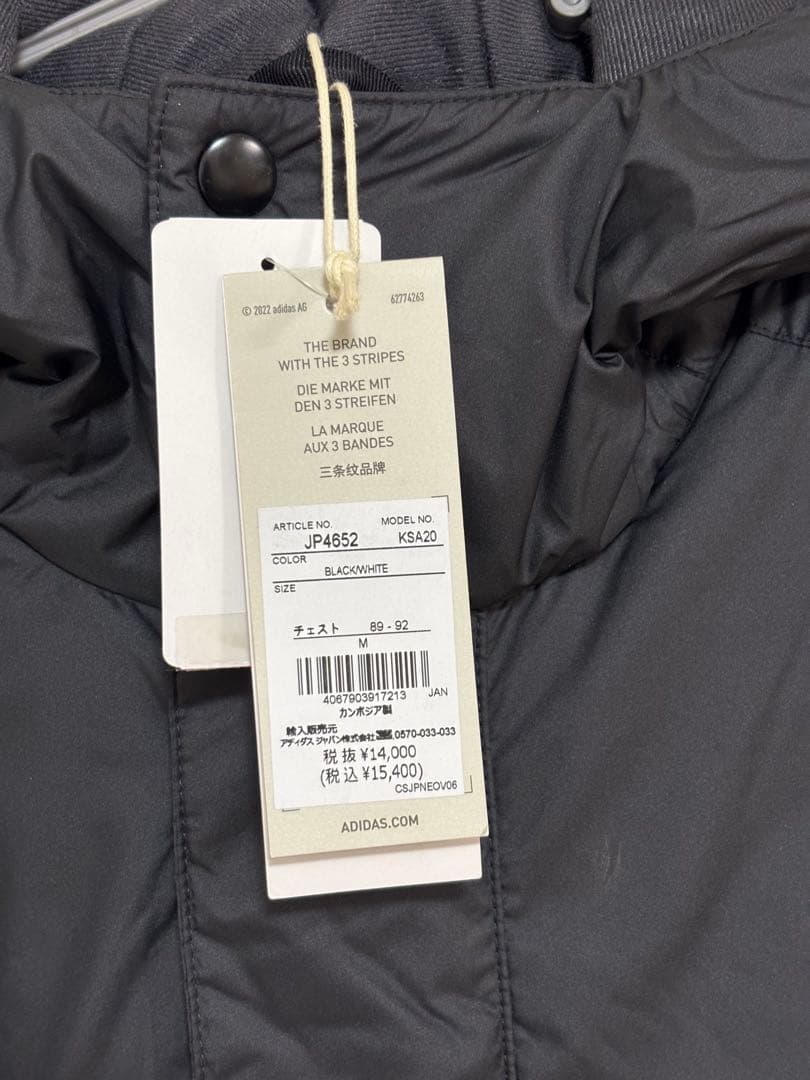 © 2022 adidas AG 62774263
THE BRAND
WITH THE 3 STRIPES
DIE MARKE MIT
DEN 3 STREIFEN
LA MARQUE
AUX 3 BANDES
三条纹品牌
ARTICLE NO. MODEL NO.
JP4652 KSA20
COLOR
BLACK/WHITE
SIZE
チェスト 89 - 92
M
4067903917213 JAN
カンボジア製
輸入販売元
アディダス ジャパン株式会社 0570-033-033
税抜 ¥14,000
(税込 ¥15,400)
CSJPNEOV06
ADIDAS.COM